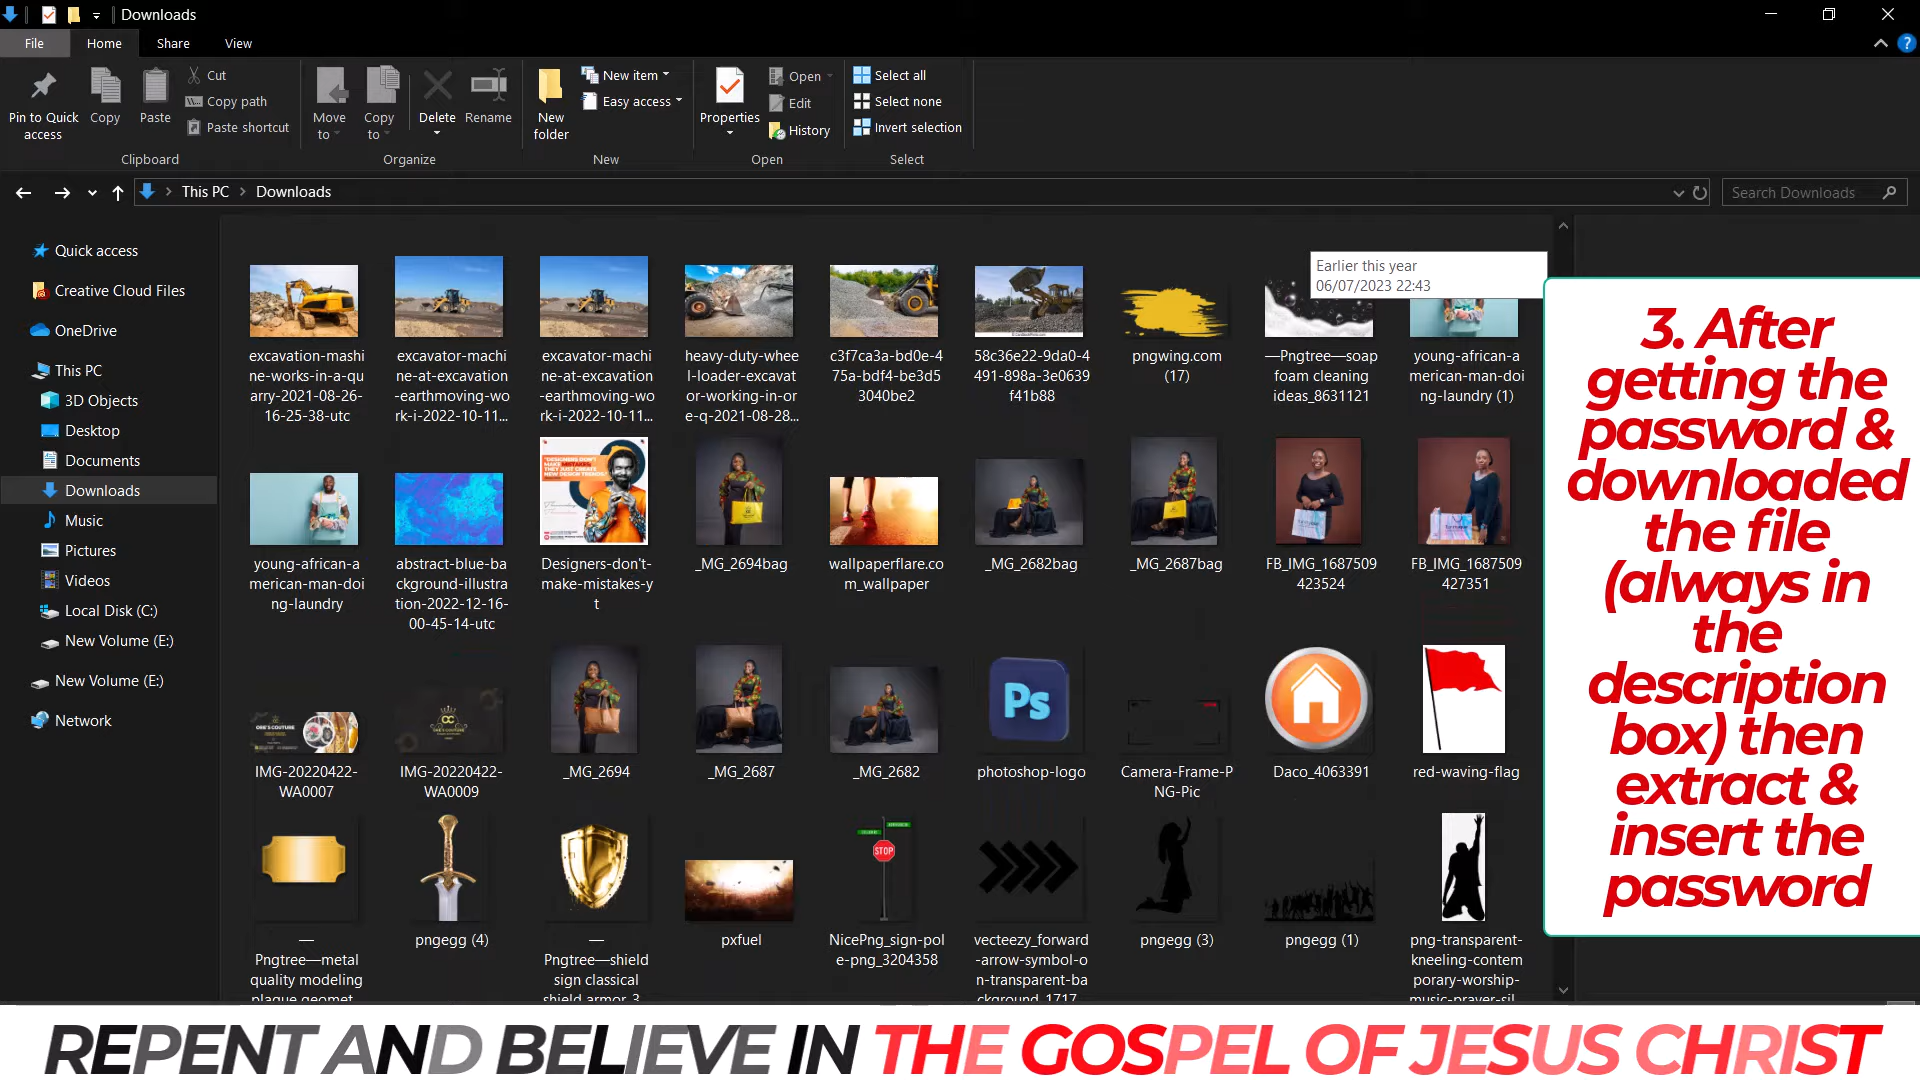 Downloads
File Home Share View
Pin to Quick access
Copy
Paste
Cut
Copy path
Paste shortcut
Clipboard
Move to
Copy to
Delete
Rename
Organize
New folder
New item
Easy access
New
Properties
Open
Edit
History
Open
Select all
Select none
Invert selection
Select
This PC > Downloads
Search Downloads
Quick access
Creative Cloud Files
OneDrive
This PC
3D Objects
Desktop
Documents
Downloads
Music
Pictures
Videos
Local Disk (C:)
New Volume (E:)
New Volume (E:)
Network
Earlier this year
06/07/2023 22:43
excavation-mashi
ne-works-in-a-qu
arry-2021-08-26-
16-25-38-utc
excavator-machi
ne-at-excavation
-earthmoving-wo
rk-i-2022-10-11...
excavator-machi
ne-at-excavation
-earthmoving-wo
rk-i-2022-10-11...
heavy-duty-whee
l-loader-excavat
or-working-in-or
e-q-2021-08-28...
c3f7ca3a-bd0e-4
75a-bdf4-be3d5
3040be2
58c36e22-9da0-4
491-898a-3e0639
f41b88
pngwing.com
(17)
—Pngtree—soap
foam cleaning
ideas_8631121
young-african-a
merican-man-doi
ng-laundry (1)
young-african-a
merican-man-doi
ng-laundry
abstract-blue-ba
ckground-illustra
tion-2022-12-16-
00-45-14-utc
Designers-don't-
make-mistakes-y
t
_MG_2694bag
wallpaperflare.co
m_wallpaper
_MG_2682bag
_MG_2687bag
FB_IMG_1687509
423524
FB_IMG_1687509
427351
IMG-20220422-
WA0007
IMG-20220422-
WA0009
_MG_2694
_MG_2687
_MG_2682
Ps
photoshop-logo
Camera-Frame-P
NG-Pic
Daco_4063391
red-waving-flag
—
Pngtree—metal
quality modeling
plaque geomet...
pngegg (4)
—
Pngtree—shield
sign classical
shield armor_3...
pxfuel
STOP
NicePng_sign-pol
e-png_3204358
vecteezy_forward
-arrow-symbol-o
n-transparent-ba
ckground_1717...
pngegg (3)
pngegg (1)
png-transparent-
kneeling-contem
porary-worship-
music-prayer-sil...
3. After
getting the
password &
downloaded
the file
(always in
the
description
box) then
extract &
insert the
password
REPENT AND BELIEVE IN THE GOSPEL OF JESUS CHRIST